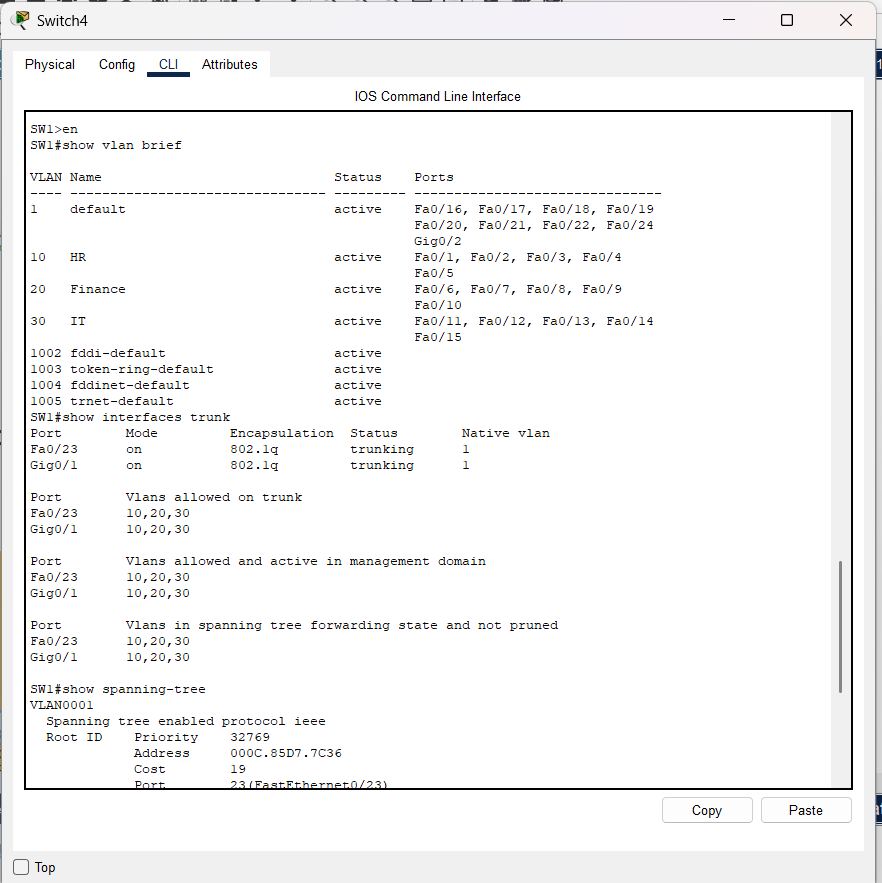 Switch4
Physical Config CLI Attributes
IOS Command Line Interface
SW1>en
SW1#show vlan brief
VLAN Name                             Status    Ports
---- -------------------------------- --------- -------------------------------
1    default                          active    Fa0/16, Fa0/17, Fa0/18, Fa0/19
                                                Fa0/20, Fa0/21, Fa0/22, Fa0/24
                                                Gig0/2
10   HR                               active    Fa0/1, Fa0/2, Fa0/3, Fa0/4
                                                Fa0/5
20   Finance                          active    Fa0/6, Fa0/7, Fa0/8, Fa0/9
                                                Fa0/10
30   IT                               active    Fa0/11, Fa0/12, Fa0/13, Fa0/14
                                                Fa0/15
1002 fddi-default                     active
1003 token-ring-default               active
1004 fddinet-default                  active
1005 trnet-default                    active
SW1#show interfaces trunk
Port        Mode         Encapsulation  Status        Native vlan
Fa0/23      on           802.1q         trunking      1
Gig0/1      on           802.1q         trunking      1
Port        Vlans allowed on trunk
Fa0/23      10,20,30
Gig0/1      10,20,30
Port        Vlans allowed and active in management domain
Fa0/23      10,20,30
Gig0/1      10,20,30
Port        Vlans in spanning tree forwarding state and not pruned
Fa0/23      10,20,30
Gig0/1      10,20,30
SW1#show spanning-tree
VLAN0001
  Spanning tree enabled protocol ieee
  Root ID    Priority    32769
             Address     000C.85D7.7C36
             Cost        19
             Port        23(FastEthernet0/23)
Copy Paste
Top